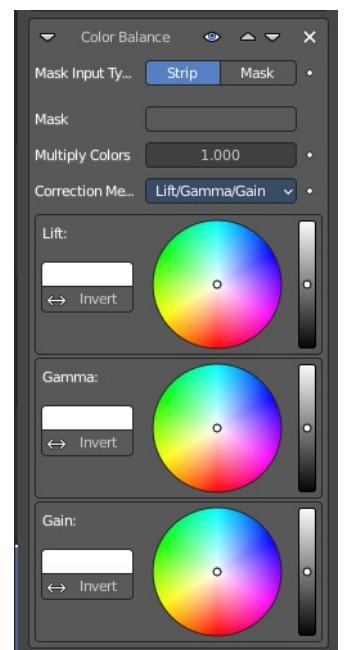 Color Balance
Mask Input Ty... Strip Mask
Mask
Multiply Colors 1.000
Correction Me... Lift/Gamma/Gain
Lift:
Invert
Gamma:
Invert
Gain:
Invert